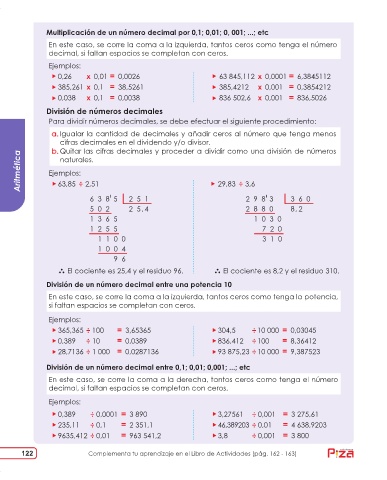 Multiplicación de un número decimal por 0,1; 0,01; 0, 001; ...; etc
En este caso, se corre la coma a la izquierda, tantos ceros como tenga el número
decimal, si faltan espacios se completan con ceros.
Ejemplos:
0,26 x 0,01 = 0,0026
63 845,112 x 0,0001 = 6,3845112
385,261 x 0,1 = 38,5261
385,4212 x 0,001 = 0,3854212
0,038 x 0,1 = 0,0038
836 502,6 x 0,001 = 836,5026
División de números decimales
Para dividir números decimales, se debe efectuar el siguiente procedimiento:
a. Igualar la cantidad de decimales y añadir ceros al número que tenga menos
cifras decimales en el dividendo y/o divisor.
b. Quitar las cifras decimales y proceder a dividir como una división de números
naturales.
Aritmética
Ejemplos:
63,85 ÷ 2,51
29,83 ÷ 3,6
6 3 8' 5 2 5 1
2 9 8' 3 3 6 0
5 0 2 2 5, 4
2 8 8 0 8, 2
1 3 6 5
1 0 3 0
1 2 5 5
7 2 0
1 1 0 0
3 1 0
1 0 0 4
9 6
∴ El cociente es 25,4 y el residuo 96.
∴ El cociente es 8,2 y el residuo 310.
División de un número decimal entre una potencia 10
En este caso, se corre la coma a la izquierda, tantos ceros como tenga la potencia,
si faltan espacios se completan con ceros.
Ejemplos:
365,365 ÷ 100 = 3,65365
304,5 ÷ 10 000 = 0,03045
0,389 ÷ 10 = 0,0389
836,412 ÷ 100 = 8,36412
28,7136 ÷ 1 000 = 0,0287136
93 875,23 ÷ 10 000 = 9,387523
División de un número decimal entre 0,1; 0,01; 0,001; ...; etc
En este caso, se corre la coma a la derecha, tantos ceros como tenga el número
decimal, si faltan espacios se completan con ceros.
Ejemplos:
0,389 ÷ 0,0001 = 3 890
3,27561 ÷ 0,001 = 3 275,61
235,11 ÷ 0,1 = 2 351,1
46,389203 ÷ 0,01 = 4 638,9203
9635,412 ÷ 0,01 = 963 541,2
3,8 ÷ 0,001 = 3 800
122 Complementa tu aprendizaje en el Libro de Actividades (pág. 162 - 163)